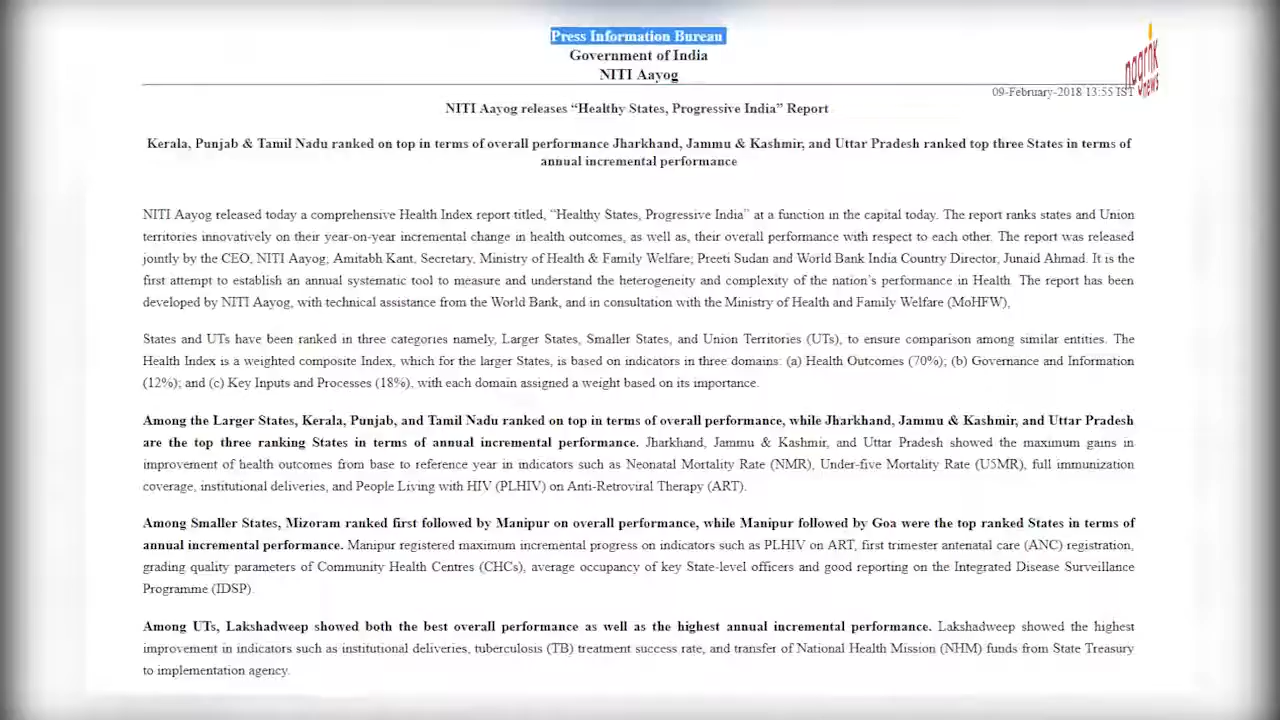 Press Information Bureau
Government of India
NITI Aayog
09-February-2018 13:55 IST
naarnk
news
NITI Aayog releases “Healthy States, Progressive India” Report
Kerala, Punjab & Tamil Nadu ranked on top in terms of overall performance Jharkhand, Jammu & Kashmir, and Uttar Pradesh ranked top three States in terms of
annual incremental performance
NITI Aayog released today a comprehensive Health Index report titled, “Healthy States, Progressive India” at a function in the capital today. The report ranks states and Union
territories innovatively on their year-on-year incremental change in health outcomes, as well as, their overall performance with respect to each other. The report was released
jointly by the CEO, NITI Aayog; Amitabh Kant, Secretary, Ministry of Health & Family Welfare; Preeti Sudan and World Bank India Country Director, Junaid Ahmad. It is the
first attempt to establish an annual systematic tool to measure and understand the heterogeneity and complexity of the nation’s performance in Health. The report has been
developed by NITI Aayog, with technical assistance from the World Bank, and in consultation with the Ministry of Health and Family Welfare (MoHFW),
States and UTs have been ranked in three categories namely, Larger States, Smaller States, and Union Territories (UTs), to ensure comparison among similar entities. The
Health Index is a weighted composite Index, which for the larger States, is based on indicators in three domains: (a) Health Outcomes (70%); (b) Governance and Information
(12%); and (c) Key Inputs and Processes (18%), with each domain assigned a weight based on its importance.
Among the Larger States, Kerala, Punjab, and Tamil Nadu ranked on top in terms of overall performance, while Jharkhand, Jammu & Kashmir, and Uttar Pradesh
are the top three ranking States in terms of annual incremental performance. Jharkhand, Jammu & Kashmir, and Uttar Pradesh showed the maximum gains in
improvement of health outcomes from base to reference year in indicators such as Neonatal Mortality Rate (NMR), Under-five Mortality Rate (U5MR), full immunization
coverage, institutional deliveries, and People Living with HIV (PLHIV) on Anti-Retroviral Therapy (ART).
Among Smaller States, Mizoram ranked first followed by Manipur on overall performance, while Manipur followed by Goa were the top ranked States in terms of
annual incremental performance. Manipur registered maximum incremental progress on indicators such as PLHIV on ART, first trimester antenatal care (ANC) registration,
grading quality parameters of Community Health Centres (CHCs), average occupancy of key State-level officers and good reporting on the Integrated Disease Surveillance
Programme (IDSP).
Among UTs, Lakshadweep showed both the best overall performance as well as the highest annual incremental performance. Lakshadweep showed the highest
improvement in indicators such as institutional deliveries, tuberculosis (TB) treatment success rate, and transfer of National Health Mission (NHM) funds from State Treasury
to implementation agency.